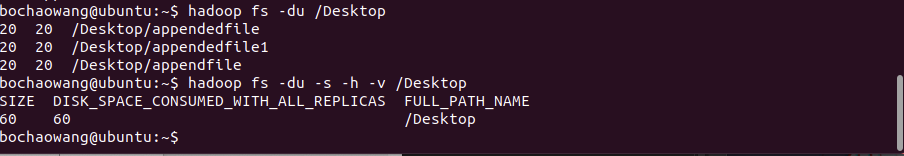 bochaowang@ubuntu:~$ hadoop fs -du /Desktop
20  20  /Desktop/appendedfile
20  20  /Desktop/appendedfile1
20  20  /Desktop/appendfile
bochaowang@ubuntu:~$ hadoop fs -du -s -h -v /Desktop
SIZE  DISK_SPACE_CONSUMED_WITH_ALL_REPLICAS  FULL_PATH_NAME
60    60                                     /Desktop
bochaowang@ubuntu:~$